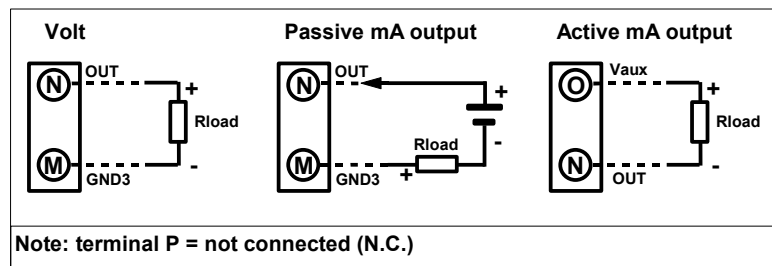 Volt
Passive mA output
Active mA output
N
OUT
+
Rload
-
M
GND3
N
OUT
+
-
Rload
M
GND3
+
O
Vaux
+
Rload
-
N
OUT
Note: terminal P = not connected (N.C.)